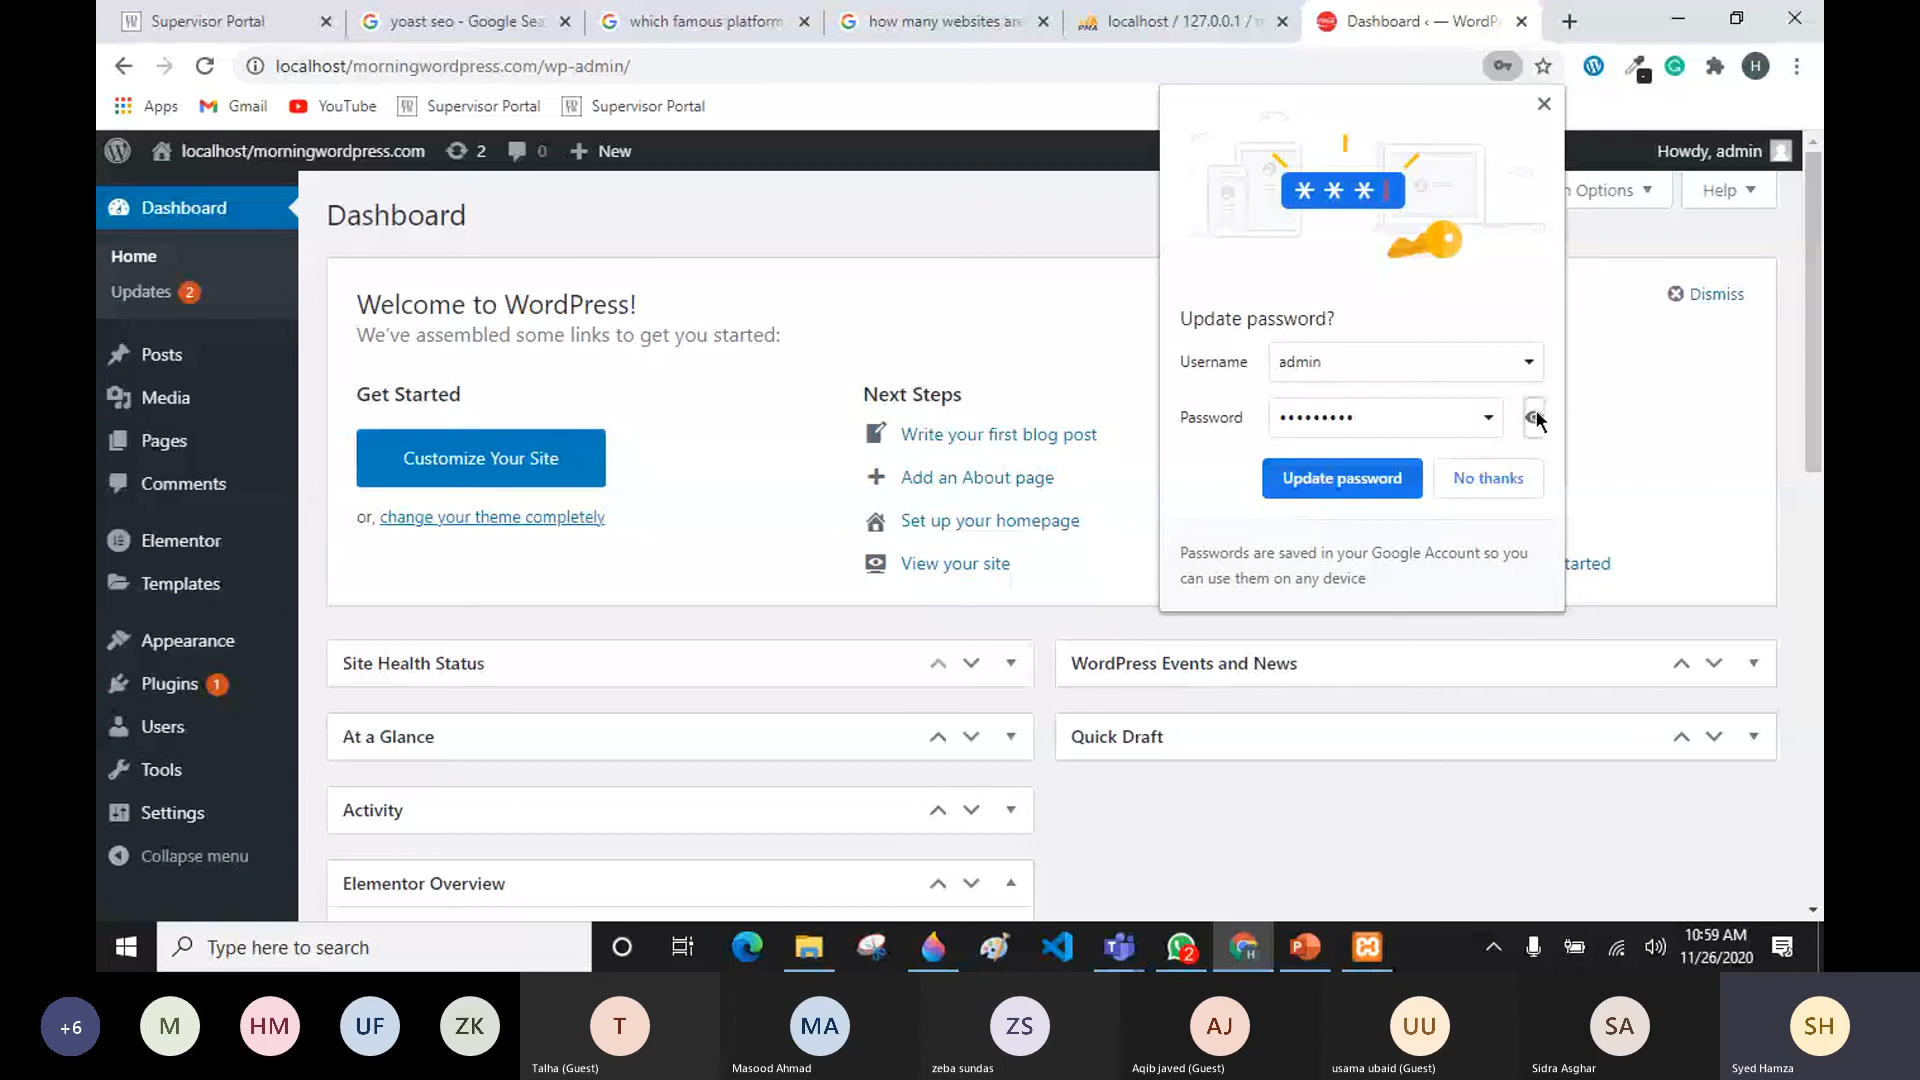 Supervisor Portal
yoast seo - Google Sea
which famous platform
how many websites are
localhost / 127.0.0.1 /
Dashboard ‹ — WordP
localhost/morningwordpress.com/wp-admin/
H
Apps
Gmail
YouTube
Supervisor Portal
Supervisor Portal
localhost/morningwordpress.com
2
0
New
Howdy, admin
Dashboard
Home
Updates 2
Posts
Media
Pages
Comments
Elementor
Templates
Appearance
Plugins 1
Users
Tools
Settings
Collapse menu
Dashboard
Options
Help
Welcome to WordPress!
We've assembled some links to get you started:
Dismiss
Get Started
Customize Your Site
or, change your theme completely
Next Steps
Write your first blog post
Add an About page
Set up your homepage
View your site
tarted
Update password?
Username
admin
Password
•••••••••
Update password
No thanks
Passwords are saved in your Google Account so you
can use them on any device
Site Health Status
WordPress Events and News
At a Glance
Quick Draft
Activity
Elementor Overview
Type here to search
2
10:59 AM
11/26/2020
+6
M
HM
UF
ZK
T
Talha (Guest)
MA
Masood Ahmad
ZS
zeba sundas
AJ
Aqib javed (Guest)
UU
usama ubaid (Guest)
SA
Sidra Asghar
SH
Syed Hamza